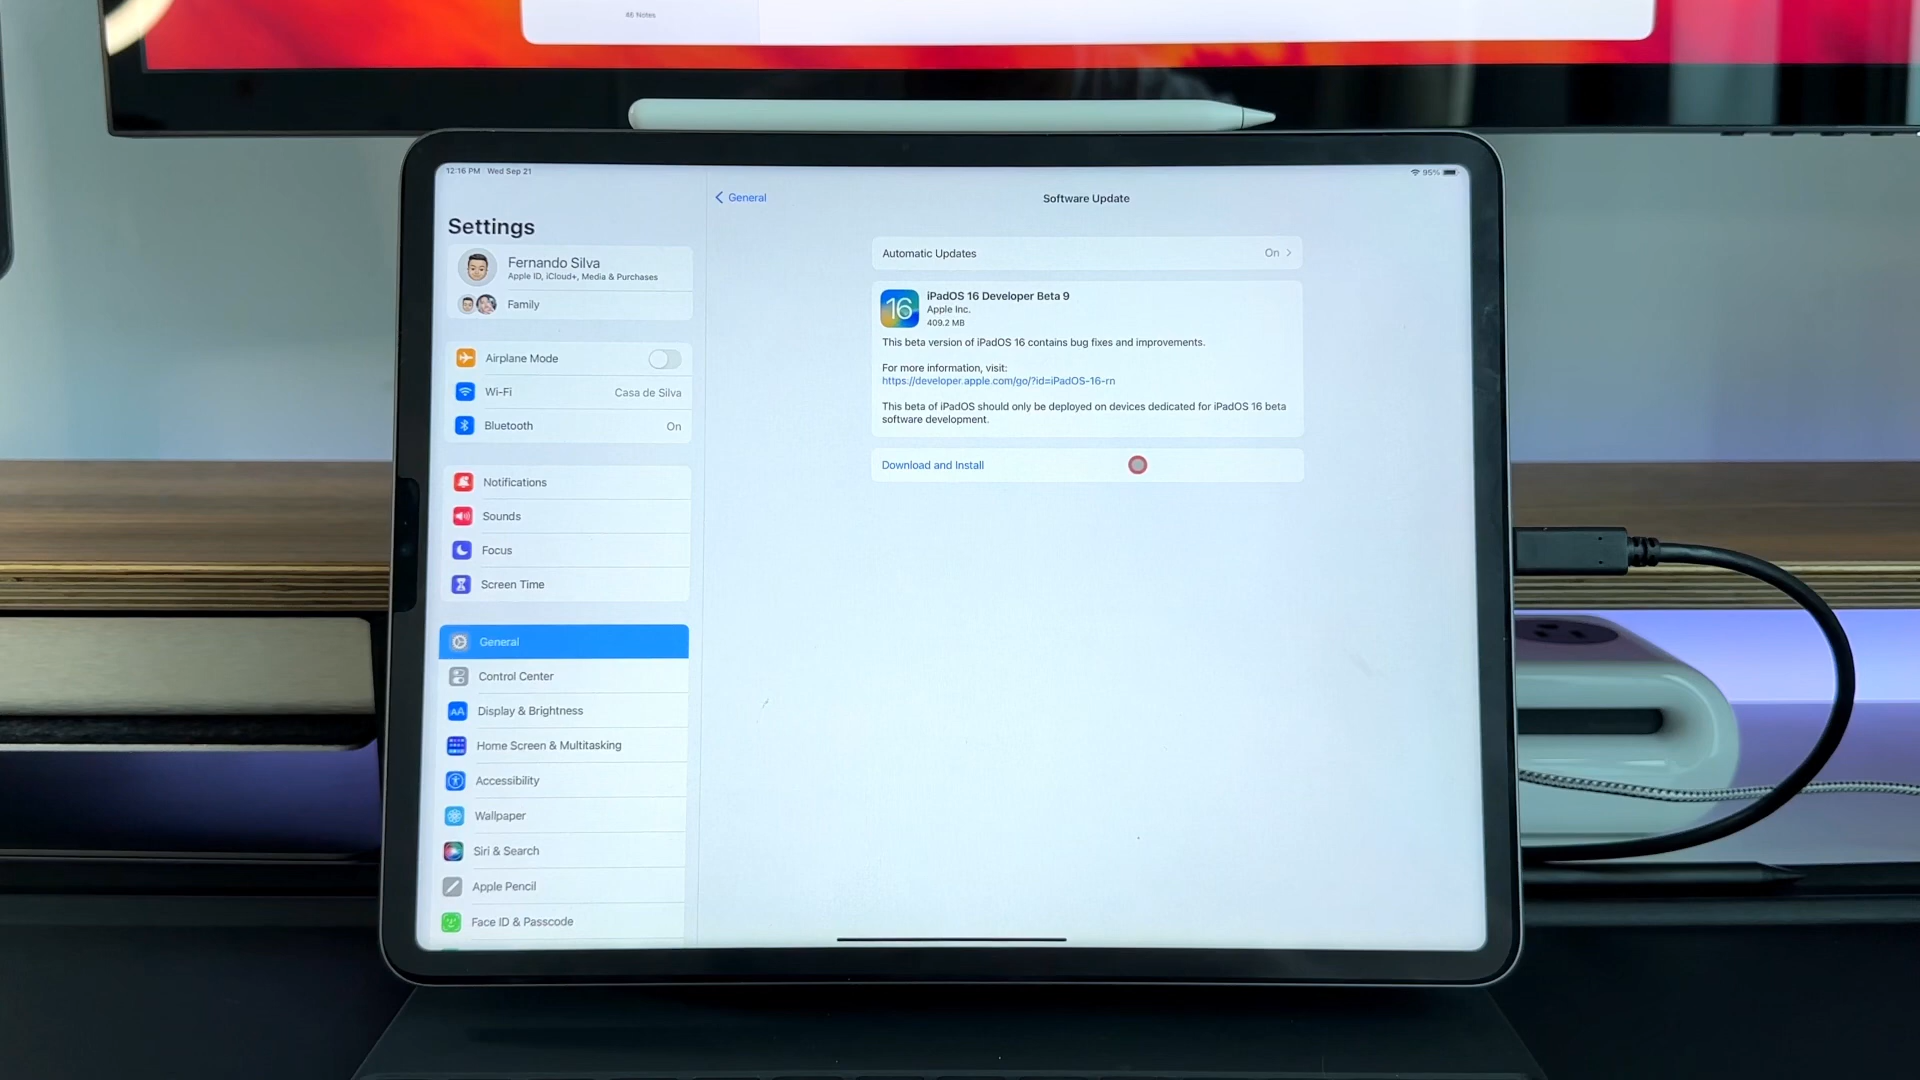 All Notes
12:16 PM Wed Sep 21
95%
General
Software Update
Settings
Fernando Silva
Apple ID, iCloud+, Media & Purchases
Family
Airplane Mode
Wi-Fi Casa de Silva
Bluetooth On
Notifications
Sounds
Focus
Screen Time
General
Control Center
AA Display & Brightness
Home Screen & Multitasking
Accessibility
Wallpaper
Siri & Search
Apple Pencil
Face ID & Passcode
Automatic Updates On
16
iPadOS 16 Developer Beta 9
Apple Inc.
409.2 MB
This beta version of iPadOS 16 contains bug fixes and improvements.
For more information, visit:
https://developer.apple.com/go/?id=iPadOS-16-rn
This beta of iPadOS should only be deployed on devices dedicated for iPadOS 16 beta
software development.
Download and Install